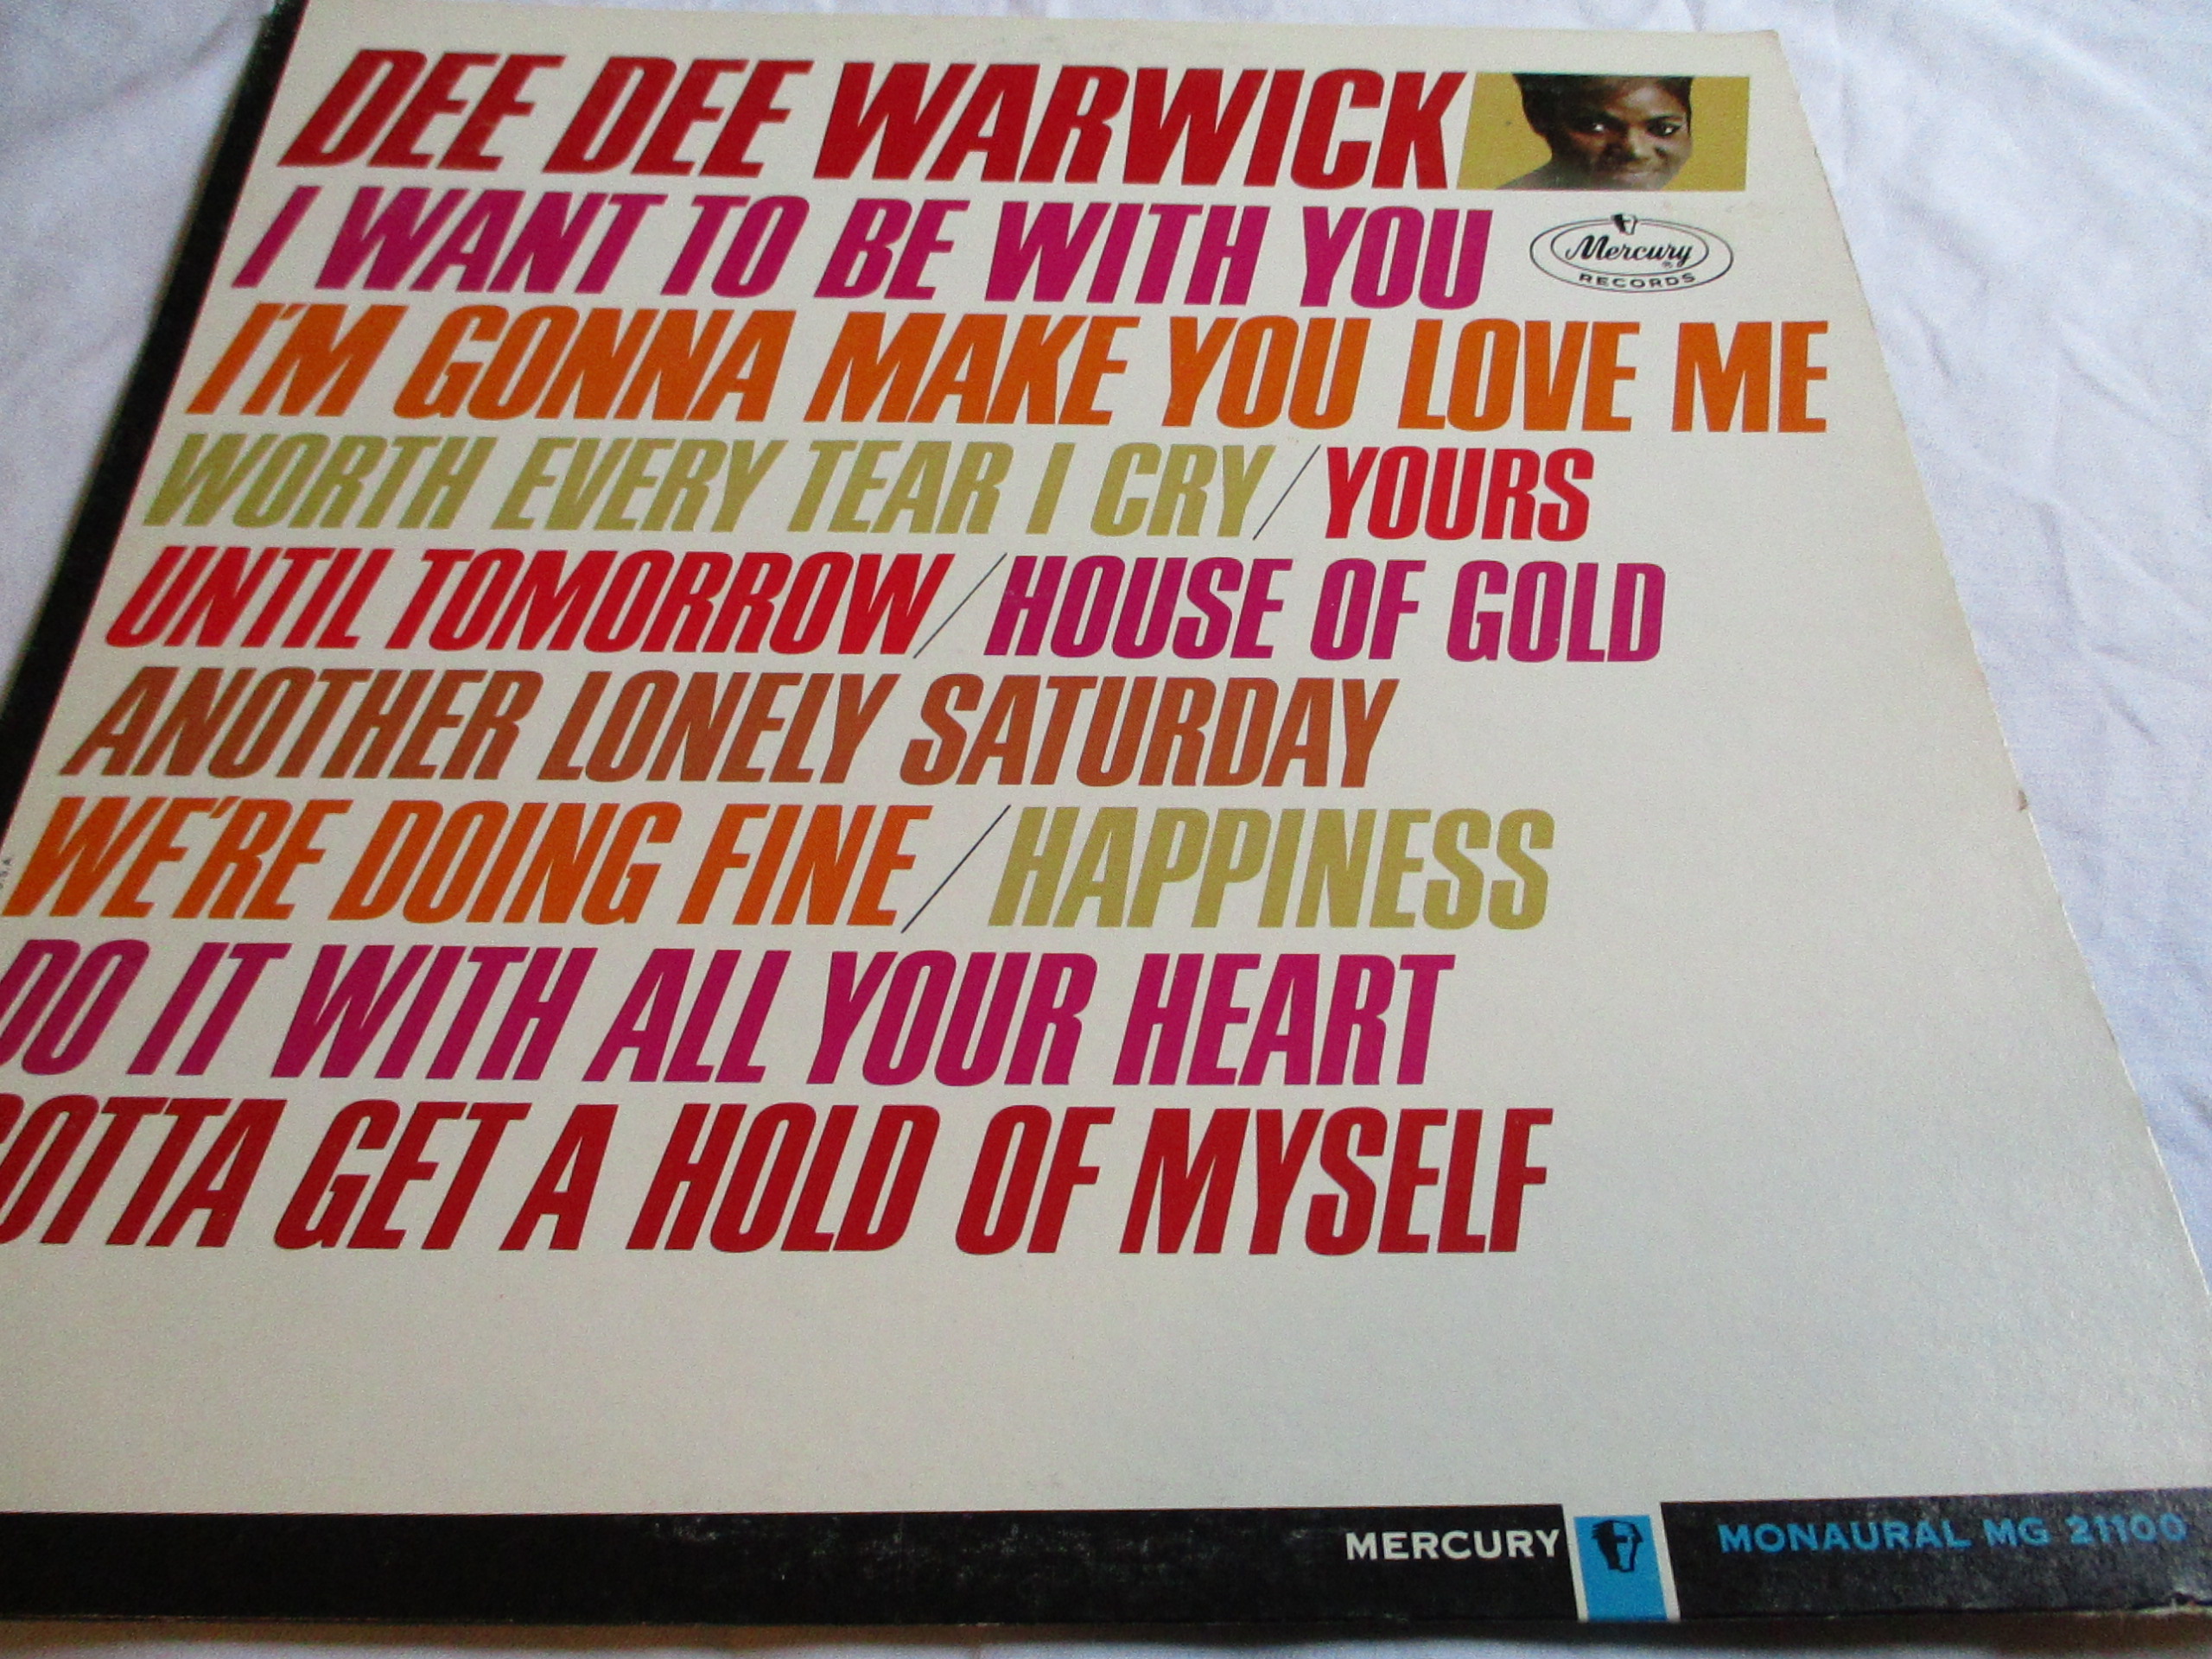 DEE DEE WARWICK
I WANT TO BE WITH YOU
Mercury
RECORDS
I'M GONNA MAKE YOU LOVE ME
WORTH EVERY TEAR I CRY/YOURS
UNTIL TOMORROW/HOUSE OF GOLD
ANOTHER LONELY SATURDAY
WE'RE DOING FINE/HAPPINESS
DO IT WITH ALL YOUR HEART
GOTTA GET A HOLD OF MYSELF
MERCURY MONAURAL MG 21100